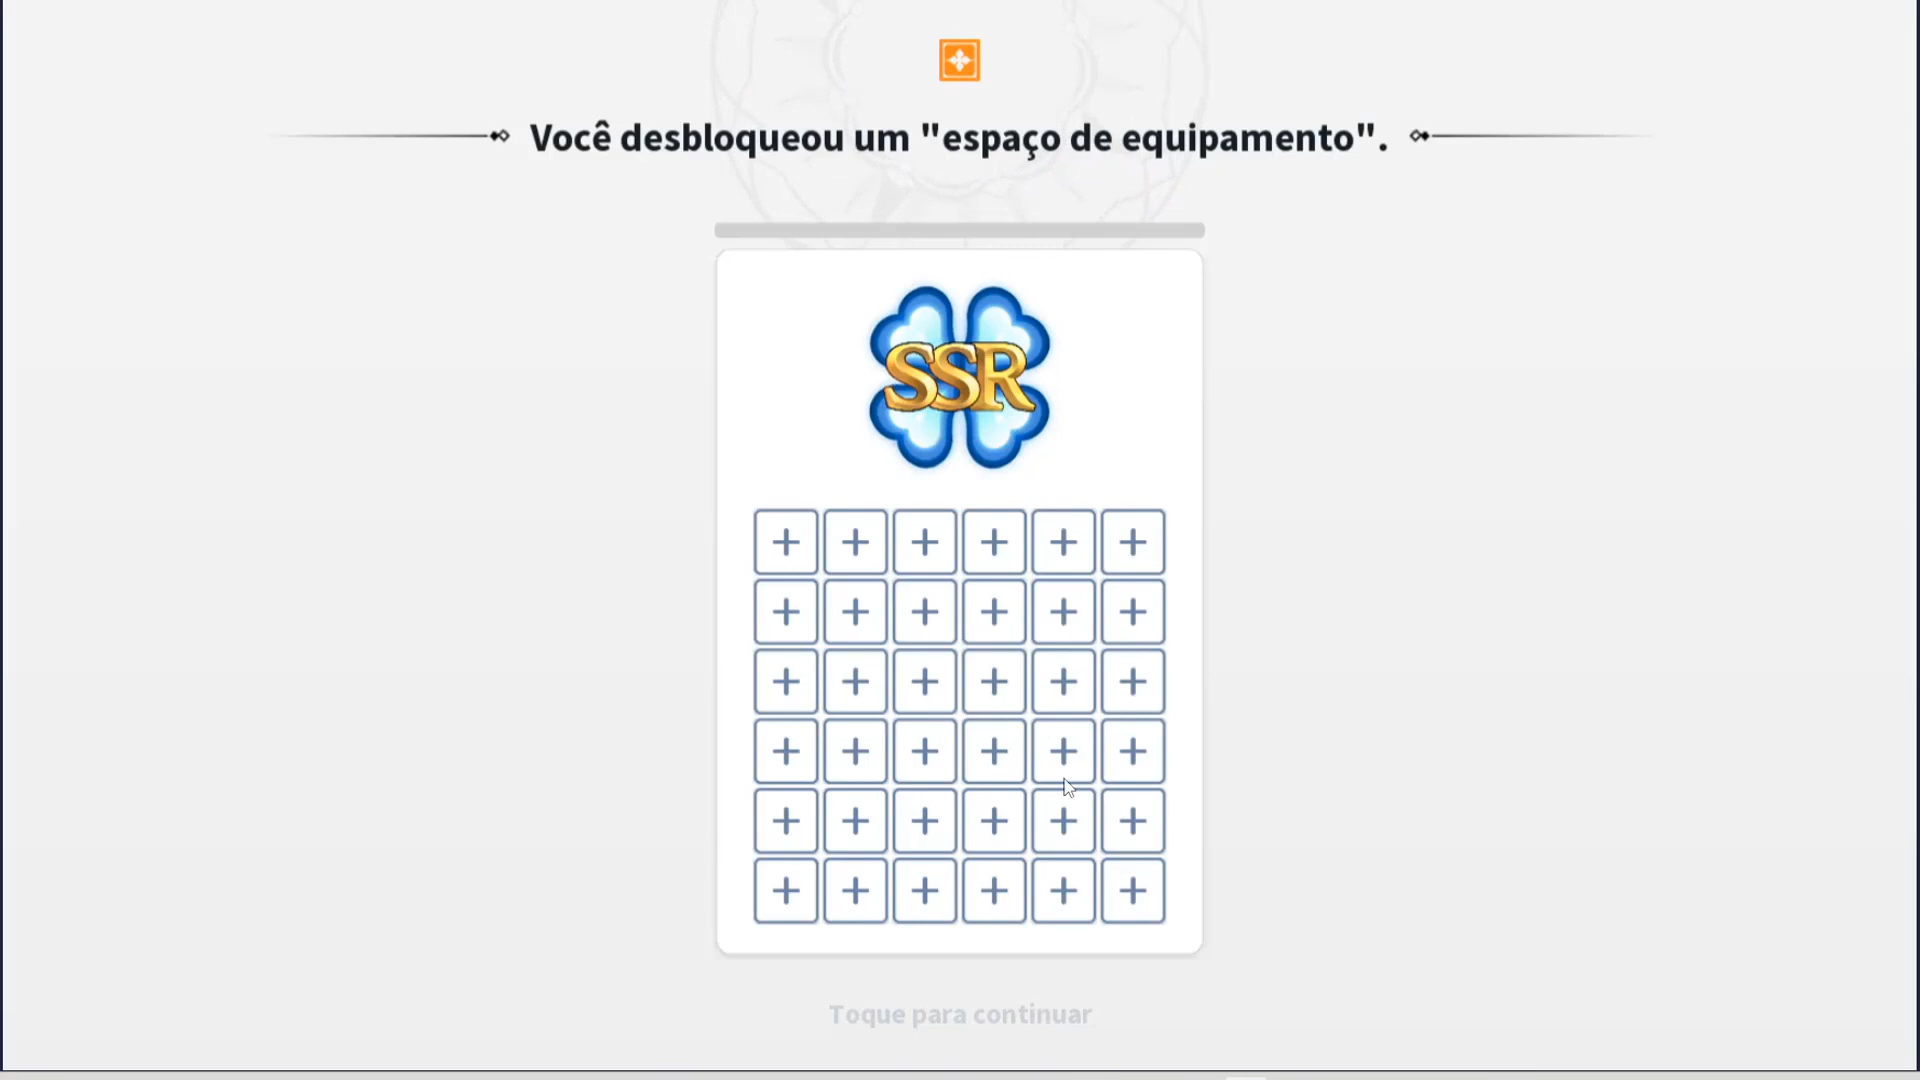 Você desbloqueou um "espaço de equipamento".
SSR
Toque para continuar